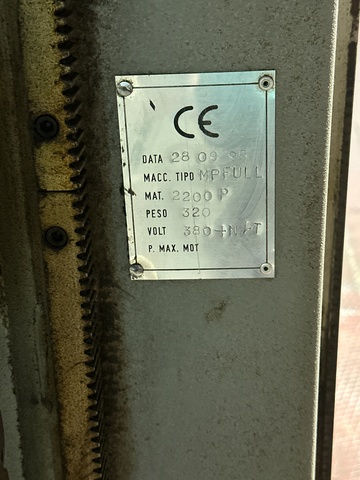 CE
DATA 28 09 98
MACC. TIPO MPFULL
MAT. 2200 P
PESO 320
VOLT 380+N+T
P. MAX. MOT